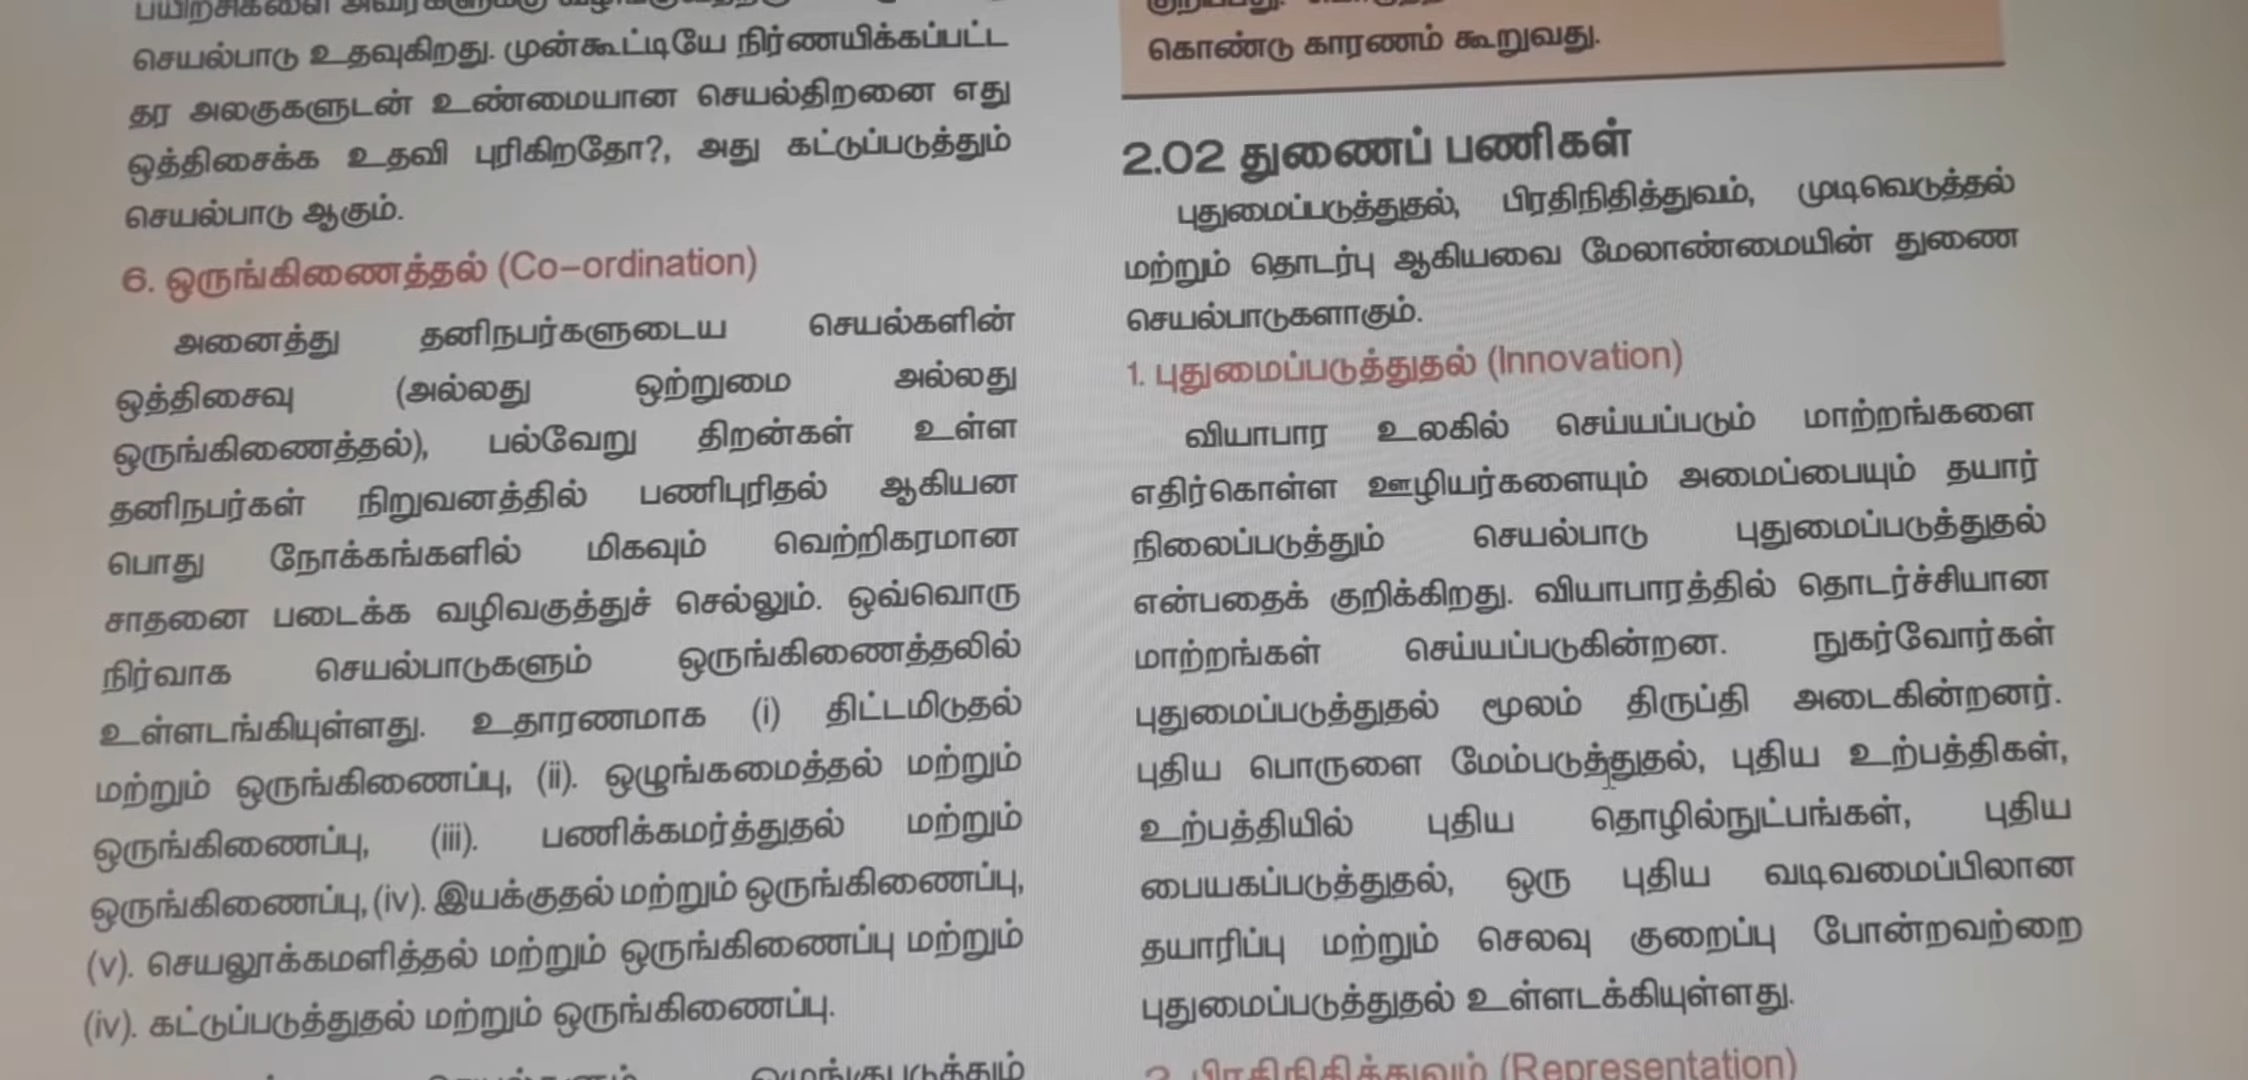 செயல்பாடு உதவுகிறது. முன்கூட்டியே நிர்ணயிக்கப்பட்ட
தர அலகுகளுடன் உண்மையான செயல்திறனை எது
ஒத்திசைக்க உதவி புரிகிறதோ?, அது கட்டுப்படுத்தும்
செயல்பாடு ஆகும்.
6. ஒருங்கிணைத்தல் (Co-ordination)
அனைத்து தனிநபர்களுடைய செயல்களின்
ஒத்திசைவு (அல்லது ஒற்றுமை அல்லது
ஒருங்கிணைத்தல்), பல்வேறு திறன்கள் உள்ள
தனிநபர்கள் நிறுவனத்தில் பணிபுரிதல் ஆகியன
பொது நோக்கங்களில் மிகவும் வெற்றிகரமான
சாதனை படைக்க வழிவகுத்துச் செல்லும். ஒவ்வொரு
நிர்வாக செயல்பாடுகளும் ஒருங்கிணைத்தலில்
உள்ளடங்கியுள்ளது. உதாரணமாக (i) திட்டமிடுதல்
மற்றும் ஒருங்கிணைப்பு, (ii). ஒழுங்கமைத்தல் மற்றும்
ஒருங்கிணைப்பு, (iii). பணிக்கமர்த்துதல் மற்றும்
ஒருங்கிணைப்பு, (iv). இயக்குதல் மற்றும் ஒருங்கிணைப்பு,
(v). செயலூக்கமளித்தல் மற்றும் ஒருங்கிணைப்பு மற்றும்
(iv). கட்டுப்படுத்துதல் மற்றும் ஒருங்கிணைப்பு.
கொண்டு காரணம் கூறுவது.
2.02 துணைப் பணிகள்
புதுமைப்படுத்துதல், பிரதிநிதித்துவம், முடிவெடுத்தல்
மற்றும் தொடர்பு ஆகியவை மேலாண்மையின் துணை
செயல்பாடுகளாகும்.
1. புதுமைப்படுத்துதல் (Innovation)
வியாபார உலகில் செய்யப்படும் மாற்றங்களை
எதிர்கொள்ள ஊழியர்களையும் அமைப்பையும் தயார்
நிலைப்படுத்தும் செயல்பாடு புதுமைப்படுத்துதல்
என்பதைக் குறிக்கிறது. வியாபாரத்தில் தொடர்ச்சியான
மாற்றங்கள் செய்யப்படுகின்றன. நுகர்வோர்கள்
புதுமைப்படுத்துதல் மூலம் திருப்தி அடைகின்றனர்.
புதிய பொருளை மேம்படுத்துதல், புதிய உற்பத்திகள்,
உற்பத்தியில் புதிய தொழில்நுட்பங்கள், புதிய
பையகப்படுத்துதல், ஒரு புதிய வடிவமைப்பிலான
தயாரிப்பு மற்றும் செலவு குறைப்பு போன்றவற்றை
புதுமைப்படுத்துதல் உள்ளடக்கியுள்ளது.
2. பிரதிநிதித்துவம் (Representation)